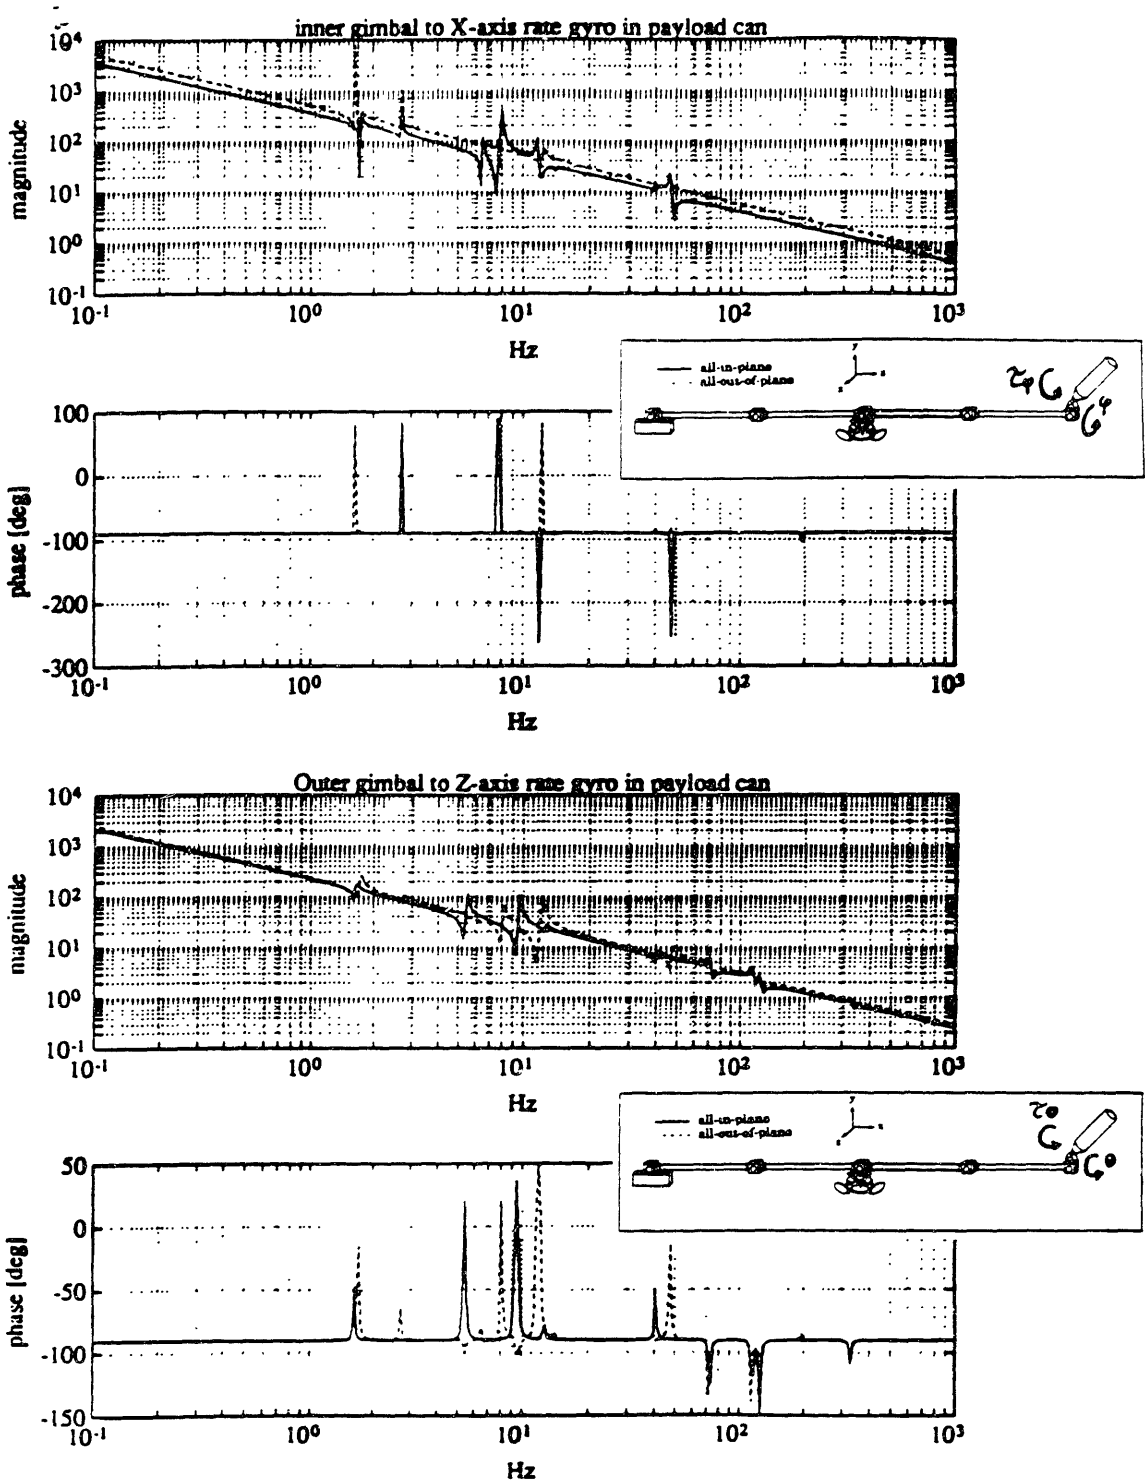 inner gimbal to X-axis rate gyro in payload can
10⁴
10³
10²
10¹
10⁰
10⁻¹
magnitude
10⁻¹ 10⁰ 10¹ 10² 10³
Hz
all-in-plane
all-out-of-plane
y
x
z
τφ
φ
100
0
-100
-200
-300
phase [deg]
10⁻¹ 10⁰ 10¹ 10² 10³
Hz
Outer gimbal to Z-axis rate gyro in payload can
10⁴
10³
10²
10¹
10⁰
10⁻¹
magnitude
10⁻¹ 10⁰ 10¹ 10² 10³
Hz
all-in-plane
all-out-of-plane
y
x
z
τθ
θ
50
0
-50
-100
-150
phase [deg]
10⁻¹ 10⁰ 10¹ 10² 10³
Hz